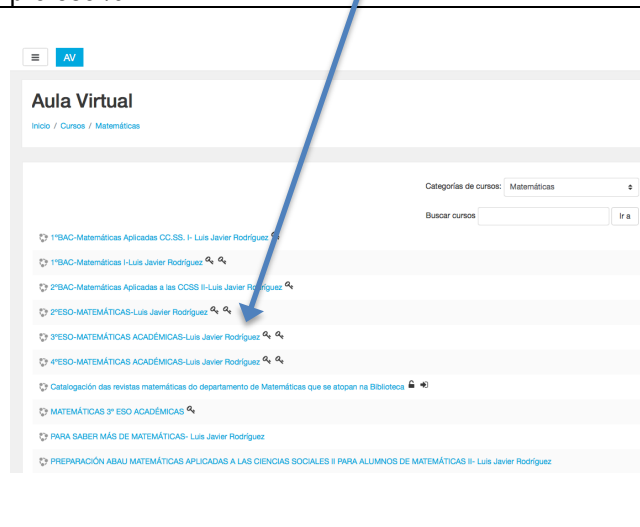 AV
Aula Virtual
Inicio / Cursos / Matemáticas
Categorías de cursos: Matemáticas
Buscar cursos Ir a
1ºBAC-Matemáticas Aplicadas CC.SS. I- Luis Javier Rodríguez
1ºBAC-Matemáticas I-Luis Javier Rodríguez
2ºBAC-Matemáticas Aplicadas a las CCSS II-Luis Javier Rodríguez
2ºESO-MATEMÁTICAS-Luis Javier Rodríguez
3ºESO-MATEMÁTICAS ACADÉMICAS-Luis Javier Rodríguez
4ºESO-MATEMÁTICAS ACADÉMICAS-Luis Javier Rodríguez
Catalogación das revistas matemáticas do departamento de Matemáticas que se atopan na Biblioteca
MATEMÁTICAS 3º ESO ACADÉMICAS
PARA SABER MÁS DE MATEMÁTICAS- Luis Javier Rodríguez
PREPARACIÓN ABAU MATEMÁTICAS APLICADAS A LAS CIENCIAS SOCIALES II PARA ALUMNOS DE MATEMÁTICAS II- Luis Javier Rodríguez